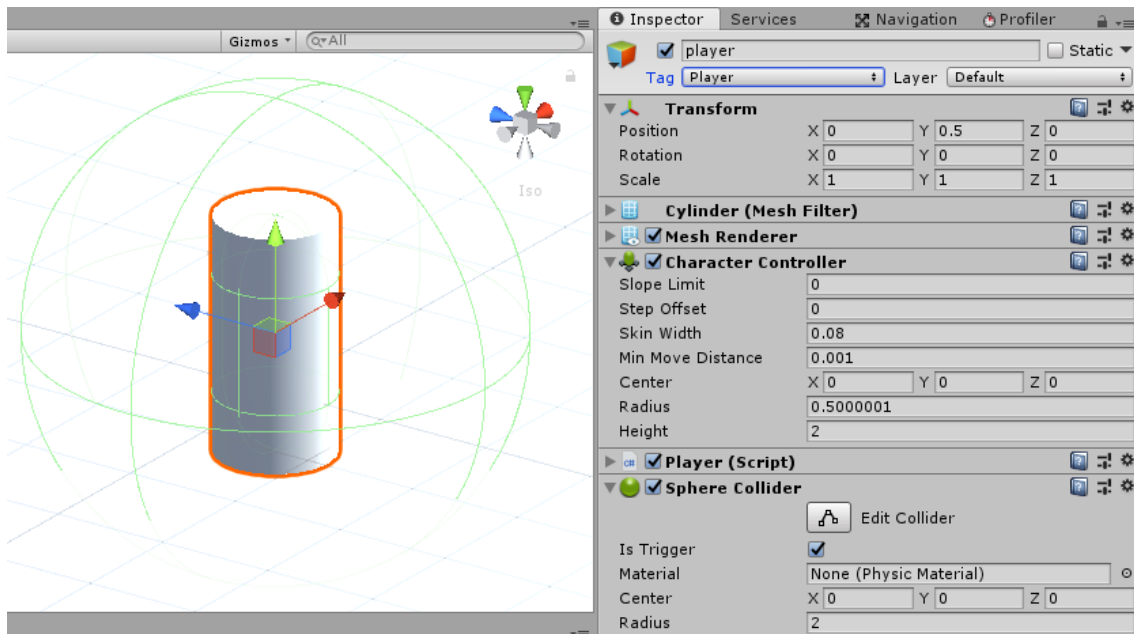 Gizmos
All
Iso
Inspector Services Navigation Profiler
player Static
Tag Player Layer Default
Transform
Position X 0 Y 0.5 Z 0
Rotation X 0 Y 0 Z 0
Scale X 1 Y 1 Z 1
Cylinder (Mesh Filter)
Mesh Renderer
Character Controller
Slope Limit 0
Step Offset 0
Skin Width 0.08
Min Move Distance 0.001
Center X 0 Y 0 Z 0
Radius 0.5000001
Height 2
C# Player (Script)
Sphere Collider
Edit Collider
Is Trigger
Material None (Physic Material)
Center X 0 Y 0 Z 0
Radius 2